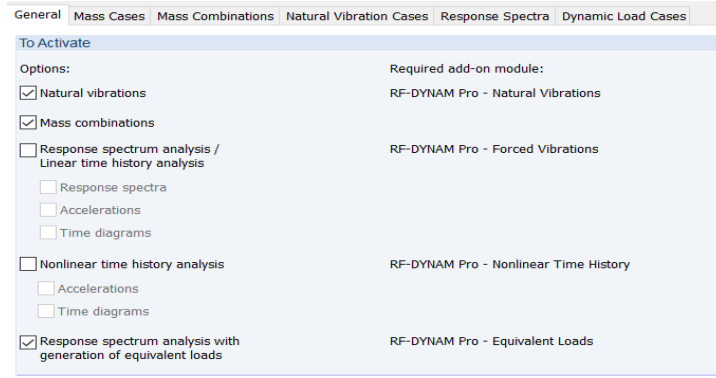 General Mass Cases Mass Combinations Natural Vibration Cases Response Spectra Dynamic Load Cases
To Activate
Options: Required add-on module:
Natural vibrations RF-DYNAM Pro - Natural Vibrations
Mass combinations
Response spectrum analysis / RF-DYNAM Pro - Forced Vibrations
Linear time history analysis
Response spectra
Accelerations
Time diagrams
Nonlinear time history analysis RF-DYNAM Pro - Nonlinear Time History
Accelerations
Time diagrams
Response spectrum analysis with RF-DYNAM Pro - Equivalent Loads
generation of equivalent loads